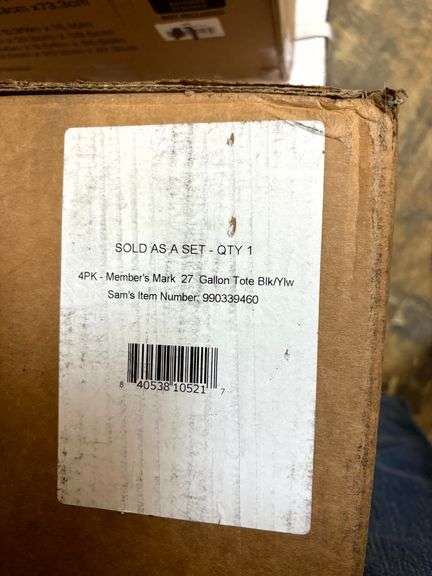 SOLD AS A SET - QTY 1
4PK - Member's Mark 27 Gallon Tote Blk/Ylw
Sam's Item Number: 990339460
8 40538 10521 7